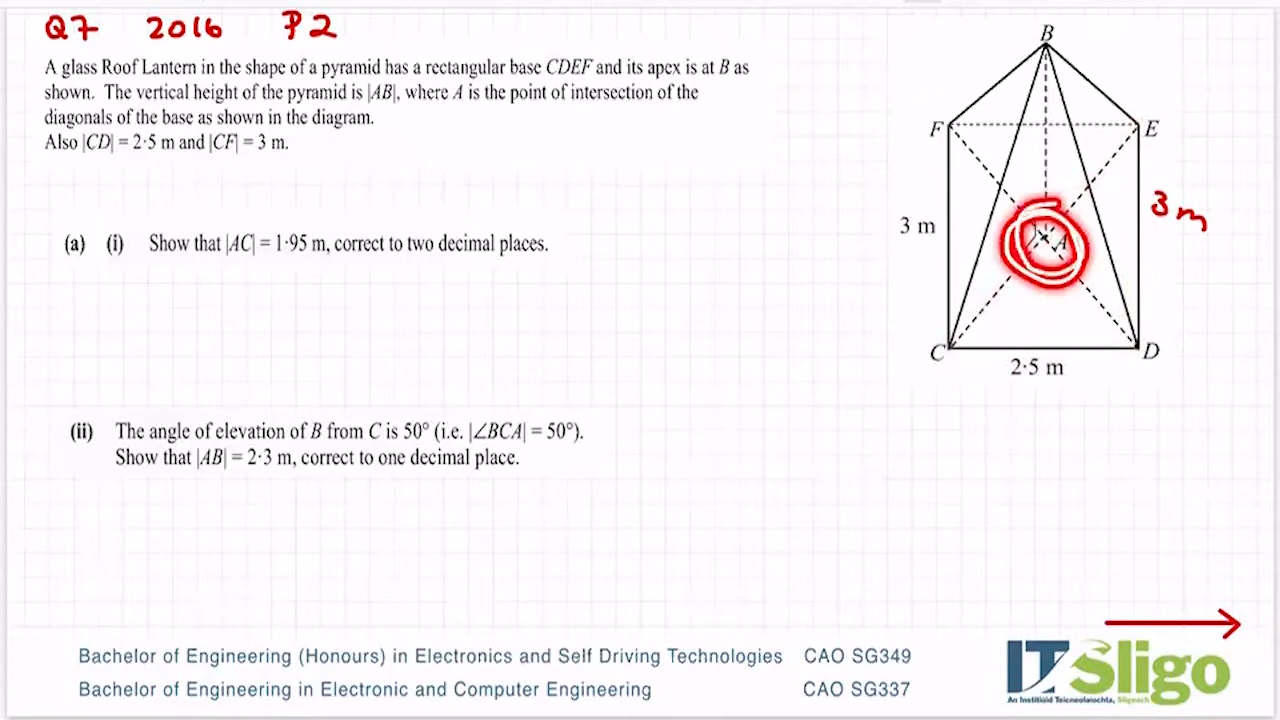 Q7 2016 P2
A glass Roof Lantern in the shape of a pyramid has a rectangular base CDEF and its apex is at B as
shown. The vertical height of the pyramid is |AB|, where A is the point of intersection of the
diagonals of the base as shown in the diagram.
Also |CD| = 2·5 m and |CF| = 3 m.
(a) (i) Show that |AC| = 1·95 m, correct to two decimal places.
(ii) The angle of elevation of B from C is 50° (i.e. |∠BCA| = 50°).
Show that |AB| = 2·3 m, correct to one decimal place.
B
F
E
3 m
3 m
A
C
D
2·5 m
Bachelor of Engineering (Honours) in Electronics and Self Driving Technologies CAO SG349
Bachelor of Engineering in Electronic and Computer Engineering CAO SG337
IT Sligo
An Institiúid Teicneolaíochta, Sligeach